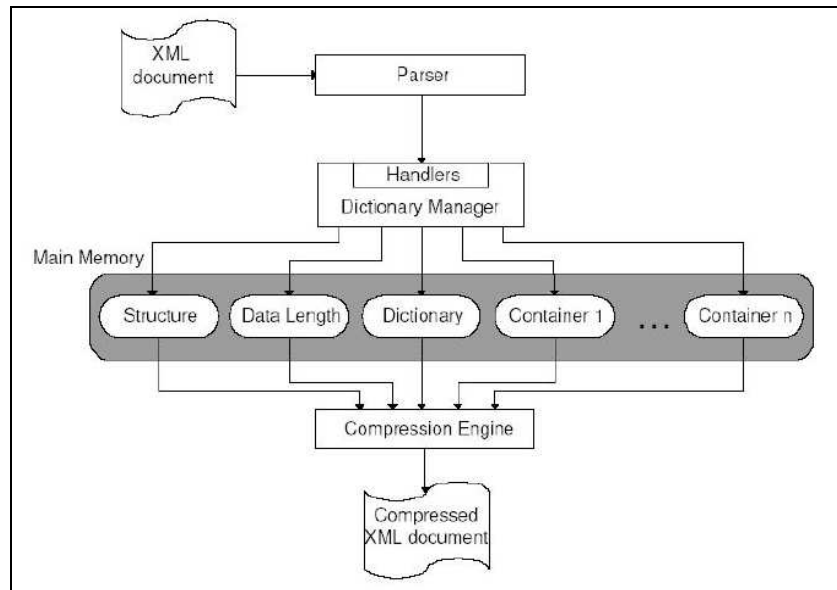 XML
document
Parser
Handlers
Dictionary Manager
Main Memory
Structure
Data Length
Dictionary
Container 1
...
Container n
Compression Engine
Compressed
XML document